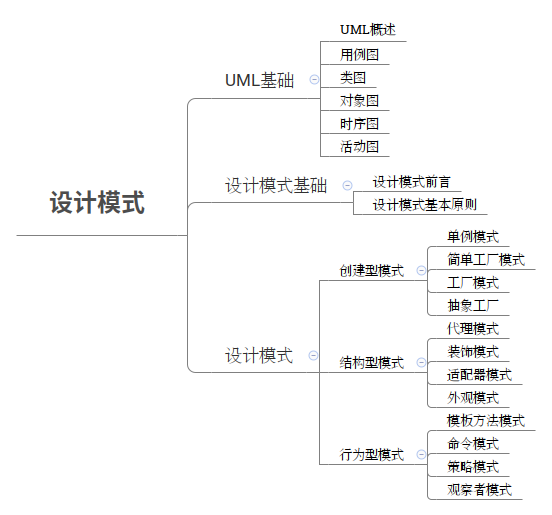 设计模式
UML基础
UML概述
用例图
类图
对象图
时序图
活动图
设计模式基础
设计模式前言
设计模式基本原则
设计模式
创建型模式
单例模式
简单工厂模式
工厂模式
抽象工厂
结构型模式
代理模式
装饰模式
适配器模式
外观模式
行为型模式
模板方法模式
命令模式
策略模式
观察者模式